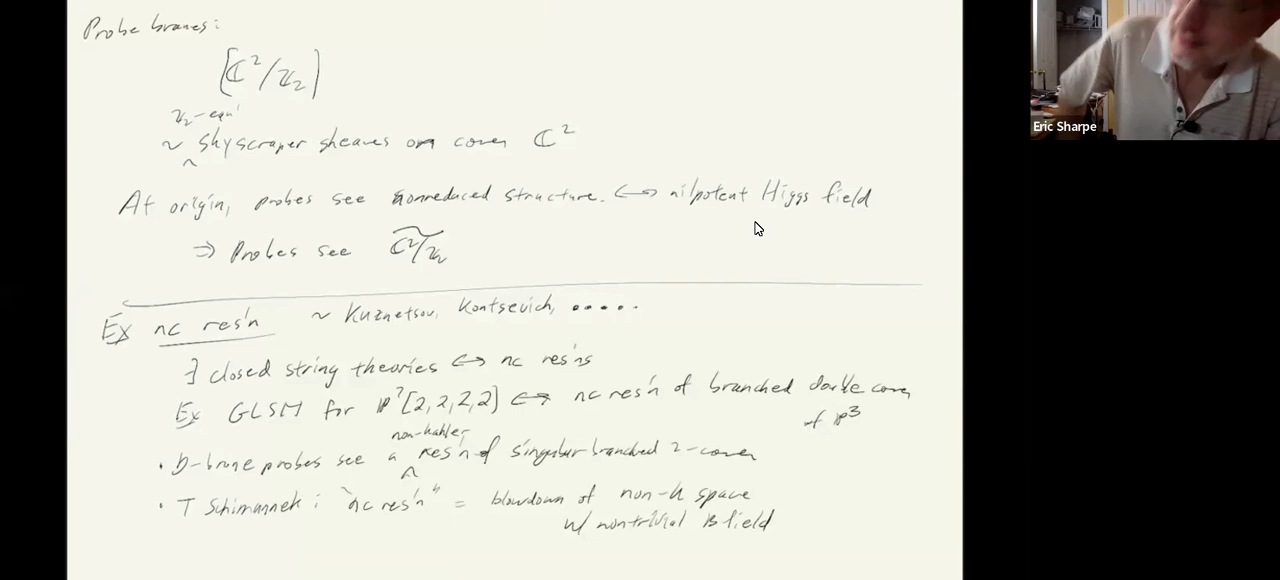 Probe branes:
[ℂ²/ℤ₂]
ℤ₂-equi'
~ skyscraper sheaves on cover ℂ²
At origin, probes see nonreduced structure. ↔ nilpotent Higgs field
⇒ Probes see \widetilde{ℂ²/ℤ₂}
Ex nc res'n ~ Kuznetsov, Kontsevich, .....
∃ closed string theories ↔ nc res'ns
Ex GLSM for ℙ⁷[2,2,2,2] ↔ nc res'n of branched double cover
of ℙ³
non-kahler
• D-brane probes see a res'n of singular branched 2-cover
• T Schimannek: "nc res'n" = blowdown of non-K space
w/ nontrivial B field
Eric Sharpe